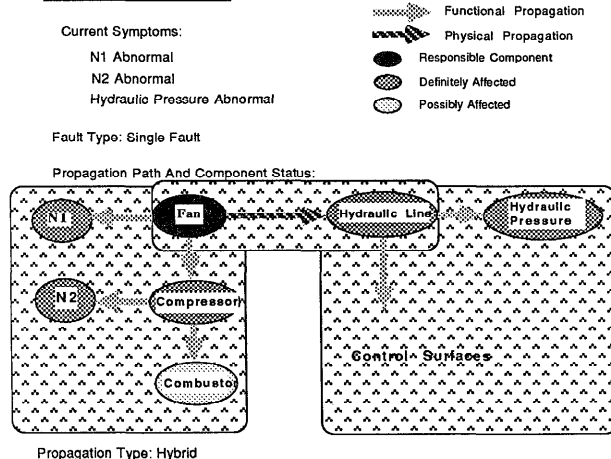 Current Symptoms:
N1 Abnormal
N2 Abnormal
Hydraulic Pressure Abnormal
Functional Propagation
Physical Propagation
Responsible Component
Definitely Affected
Possibly Affected
Fault Type: Single Fault
Propagation Path And Component Status:
N1
Fan
Hydraulic Line
Hydraulic
Pressure
N2
Compressor
Control Surfaces
Combustor
Propagation Type: Hybrid